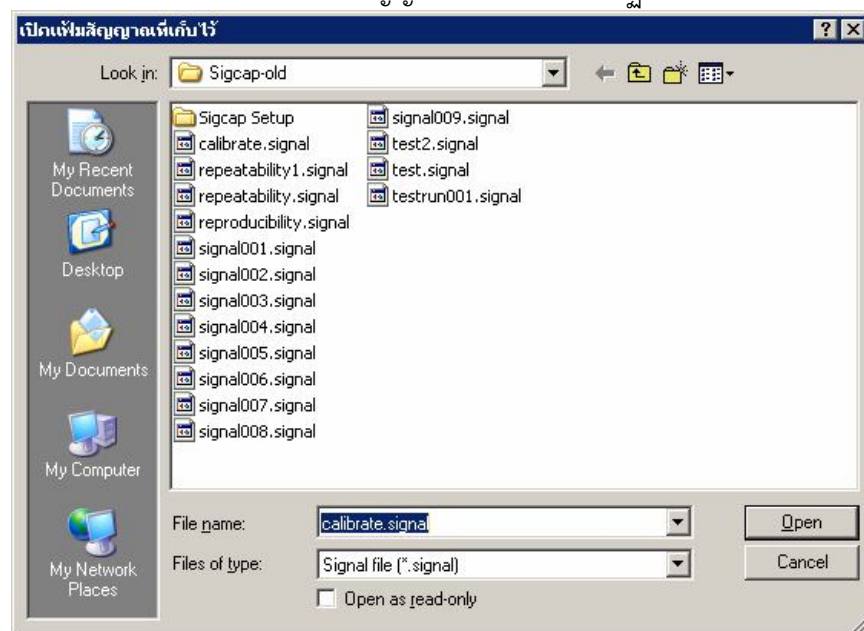 เปิดแฟ้มสัญญาณที่เก็บไว้
Look in:
Sigcap-old
My Recent
Documents
Desktop
My Documents
My Computer
My Network
Places
Sigcap Setup
calibrate.signal
repeatability1.signal
repeatability.signal
reproducibility.signal
signal001.signal
signal002.signal
signal003.signal
signal004.signal
signal005.signal
signal006.signal
signal007.signal
signal008.signal
signal009.signal
test2.signal
test.signal
testrun001.signal
File name:
calibrate.signal
Open
Files of type:
Signal file (*.signal)
Cancel
Open as read-only